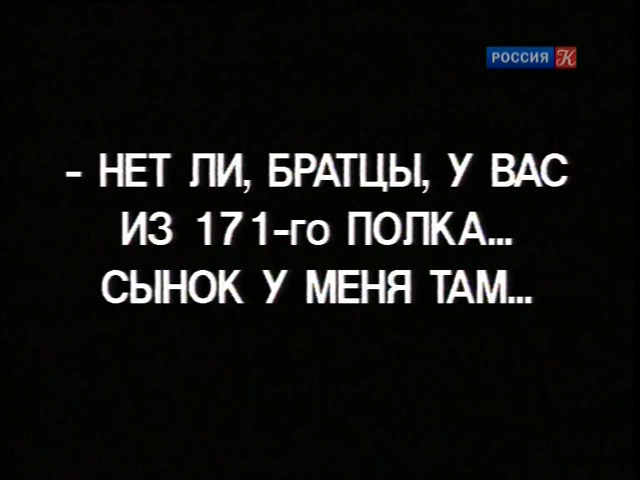 РОССИЯ К
- НЕТ ЛИ, БРАТЦЫ, У ВАС
ИЗ 171-го ПОЛКА...
СЫНОК У МЕНЯ ТАМ...